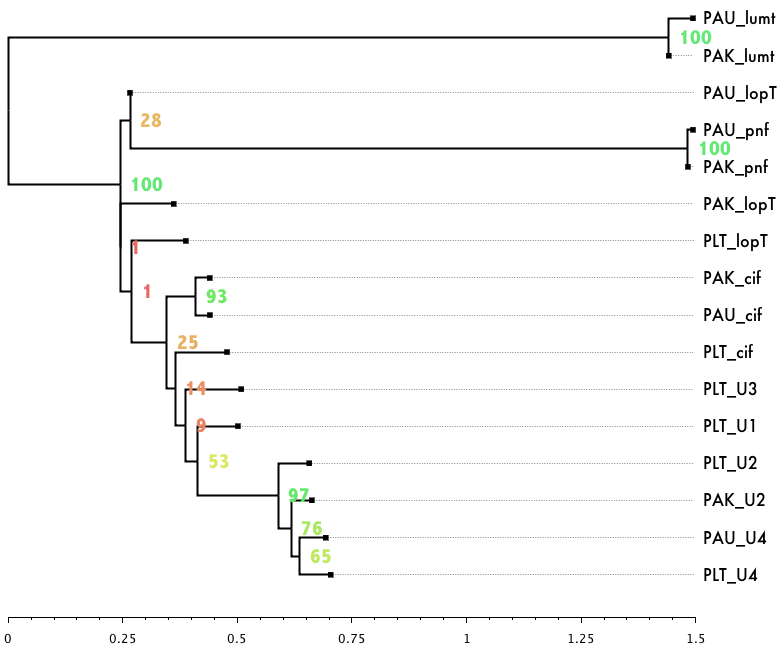 PAU_lumt
100
PAK_lumt
PAU_lopT
28
PAU_pnf
100
PAK_pnf
100
PAK_lopT
PLT_lopT
1
PAK_cif
1
93
PAU_cif
25
PLT_cif
14
PLT_U3
9
PLT_U1
53
PLT_U2
97
PAK_U2
76
PAU_U4
65
PLT_U4
0 0.25 0.5 0.75 1 1.25 1.5